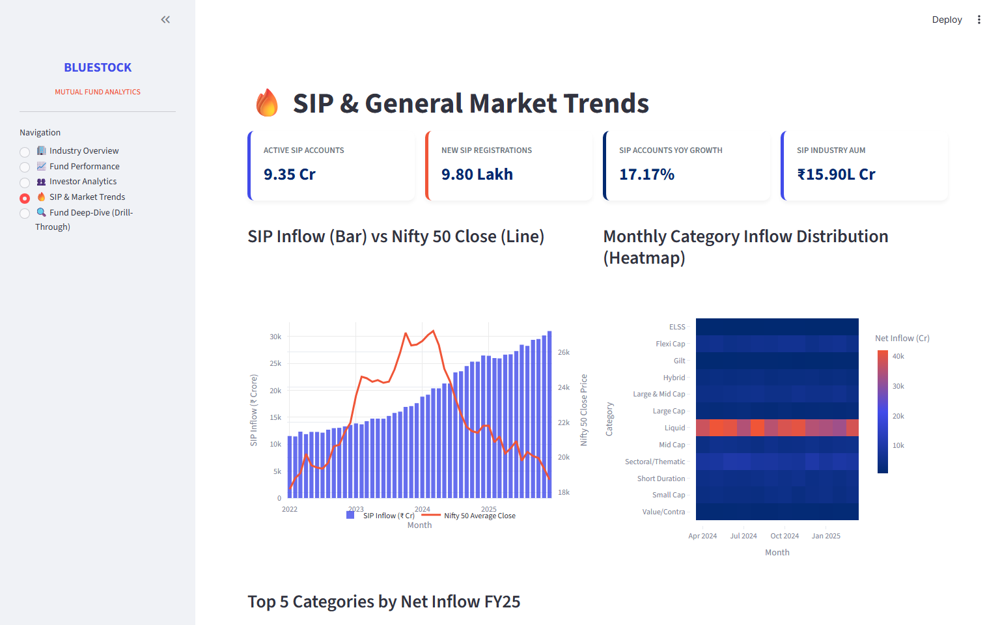 Deploy
BLUESTOCK
MUTUAL FUND ANALYTICS
Navigation
Industry Overview
Fund Performance
Investor Analytics
SIP & Market Trends
Fund Deep-Dive (Drill-
Through)
SIP & General Market Trends
ACTIVE SIP ACCOUNTS
9.35 Cr
NEW SIP REGISTRATIONS
9.80 Lakh
SIP ACCOUNTS YOY GROWTH
17.17%
SIP INDUSTRY AUM
₹15.90L Cr
SIP Inflow (Bar) vs Nifty 50 Close (Line)
SIP Inflow (₹ Crore)
30k
25k
20k
15k
10k
5k
0
26k
24k
22k
20k
18k
Nifty 50 Close Price
2022
2023
2024
2025
SIP Inflow (₹ Cr)
Nifty 50 Average Close
Month
Monthly Category Inflow Distribution
(Heatmap)
Category
ELSS
Flexi Cap
Gilt
Hybrid
Large & Mid Cap
Large Cap
Liquid
Mid Cap
Sectoral/Thematic
Short Duration
Small Cap
Value/Contra
Apr 2024
Jul 2024
Oct 2024
Jan 2025
Month
Net Inflow (Cr)
40k
30k
20k
10k
Top 5 Categories by Net Inflow FY25